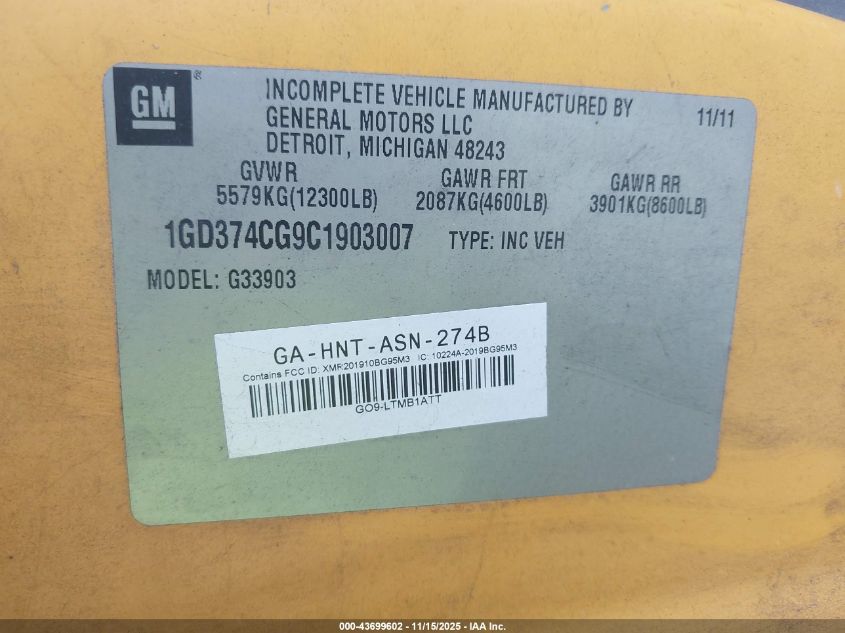 GM ®
INCOMPLETE VEHICLE MANUFACTURED BY
GENERAL MOTORS LLC
DETROIT, MICHIGAN 48243
11/11
GVWR
5579KG(12300LB)
GAWR FRT
2087KG(4600LB)
GAWR RR
3901KG(8600LB)
1GD374CG9C1903007 TYPE: INC VEH
MODEL: G33903
GA-HNT-ASN-274B
Contains FCC ID: XMR201910BG95M3 IC: 10224A-2019BG95M3
GO9-LTMB1ATT
000-43699602 - 11/15/2025 - IAA Inc.